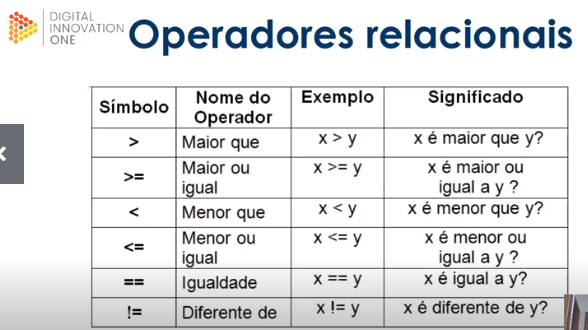 DIGITAL
INNOVATION
ONE
Operadores relacionais
Símbolo Nome do Operador Exemplo Significado
> Maior que x > y x é maior que y?
>= Maior ou igual x >= y x é maior ou igual a y ?
< Menor que x < y x é menor que y?
<= Menor ou igual x <= y x é menor ou igual a y ?
== Igualdade x == y x é igual a y?
!= Diferente de x != y x é diferente de y?